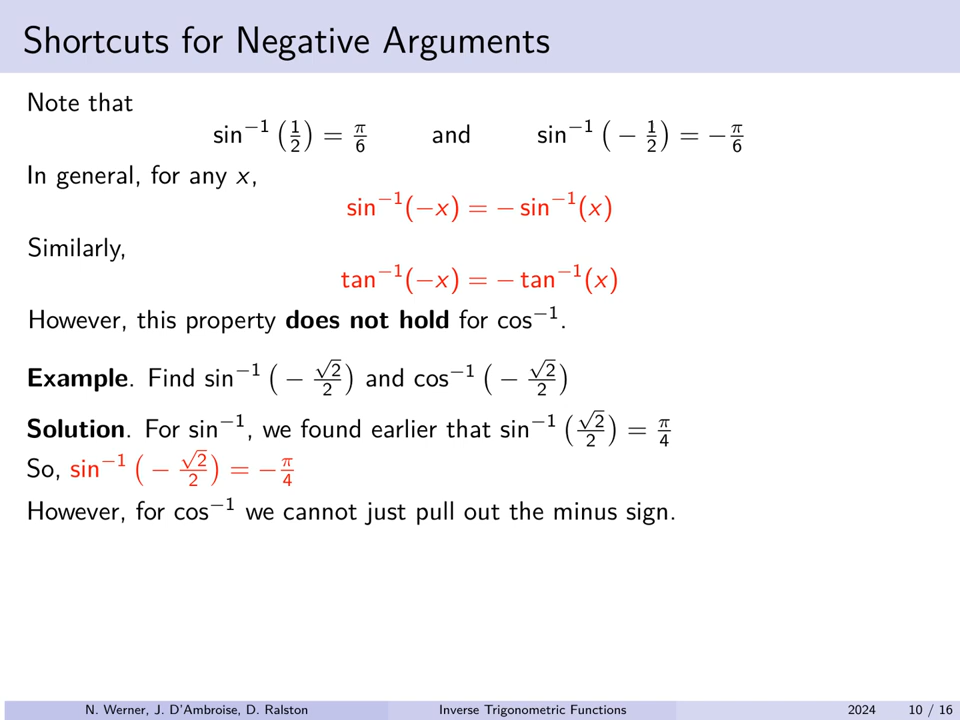 Shortcuts for Negative Arguments
Note that
sin⁻¹ (1/2) = π/6 and sin⁻¹ (− 1/2) = −π/6
In general, for any x,
sin⁻¹(−x) = − sin⁻¹(x)
Similarly,
tan⁻¹(−x) = − tan⁻¹(x)
However, this property does not hold for cos⁻¹.
Example. Find sin⁻¹ (− √2/2) and cos⁻¹ (− √2/2)
Solution. For sin⁻¹, we found earlier that sin⁻¹ (√2/2) = π/4
So, sin⁻¹ (− √2/2) = −π/4
However, for cos⁻¹ we cannot just pull out the minus sign.
N. Werner, J. D'Ambroise, D. Ralston Inverse Trigonometric Functions 2024 10 / 16